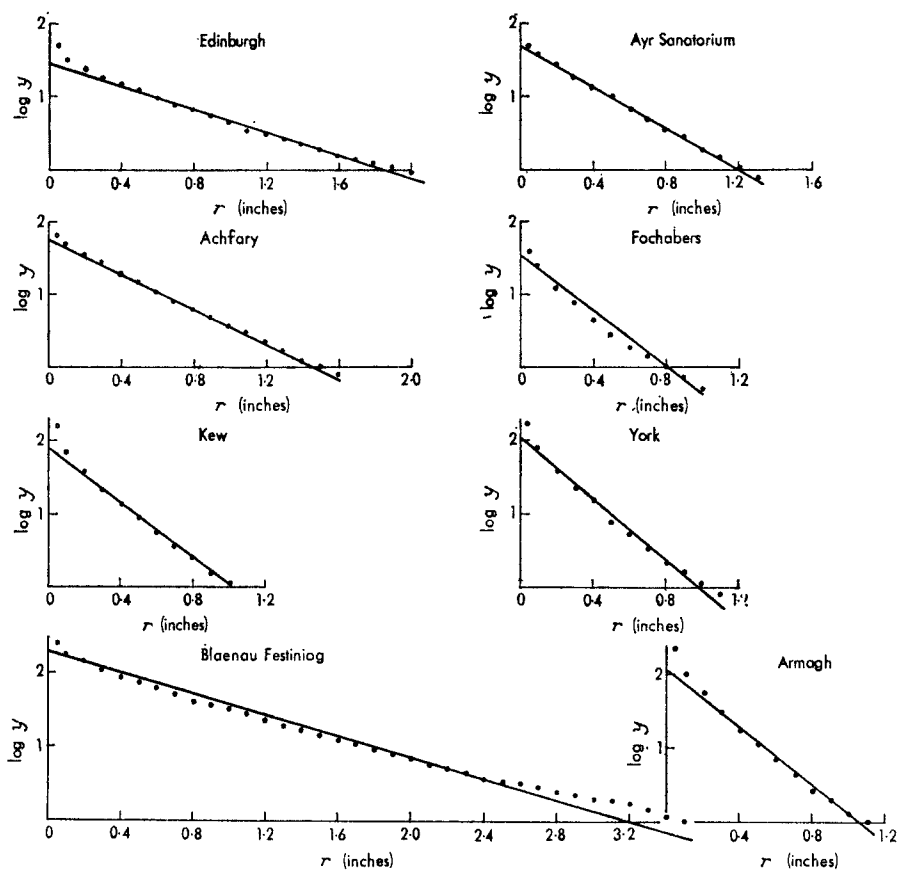 Edinburgh
2
1
log y
0 0·4 0·8 1·2 1·6 2·0
r (inches)
Ayr Sanatorium
2
1
log y
0 0·4 0·8 1·2 1·6
r (inches)
Achfary
2
1
log y
0 0·4 0·8 1·2 2·0
r (inches)
Fochabers
2
1
log y
0 0·4 0·8 1·2
r (inches)
Kew
2
1
log y
0 0·4 0·8 1·2
r (inches)
York
2
1
log y
0 0·4 0·8 1·2
r (inches)
Blaenau Festiniog
2
1
log y
0 0·4 0·8 1·2 1·6 2·0 2·4 2·8 3·2
r (inches)
Armagh
2
1
log y
0·4 0·8 1·2
r (inches)